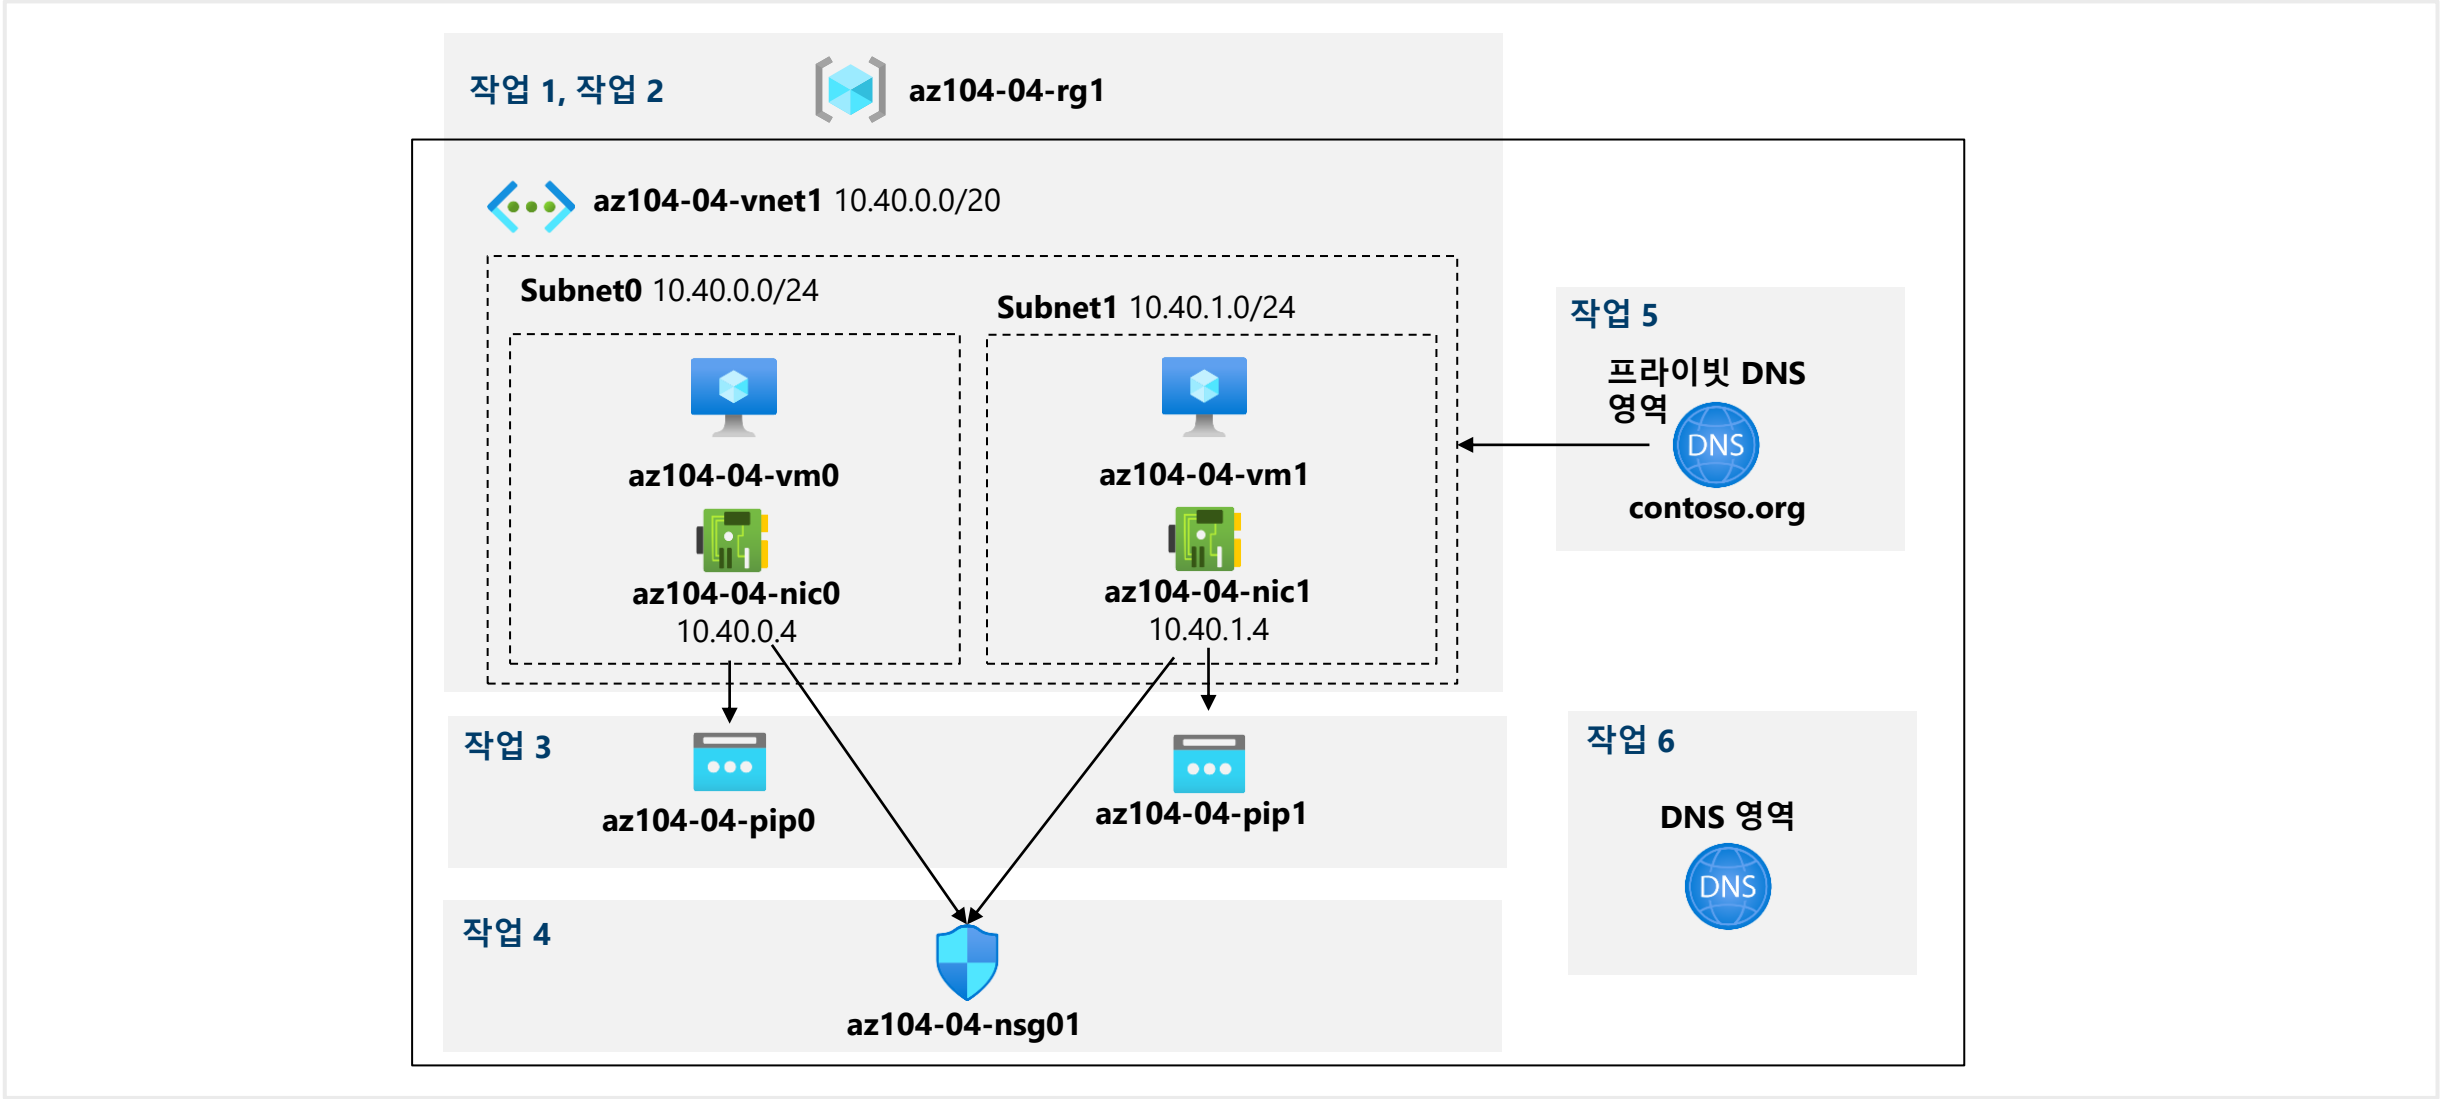 작업 1, 작업 2
az104-04-rg1
az104-04-vnet1 10.40.0.0/20
Subnet0 10.40.0.0/24
Subnet1 10.40.1.0/24
az104-04-vm0
az104-04-nic0
10.40.0.4
az104-04-vm1
az104-04-nic1
10.40.1.4
작업 5
프라이빗 DNS
영역
DNS
contoso.org
작업 3
az104-04-pip0
az104-04-pip1
작업 6
DNS 영역
DNS
작업 4
az104-04-nsg01